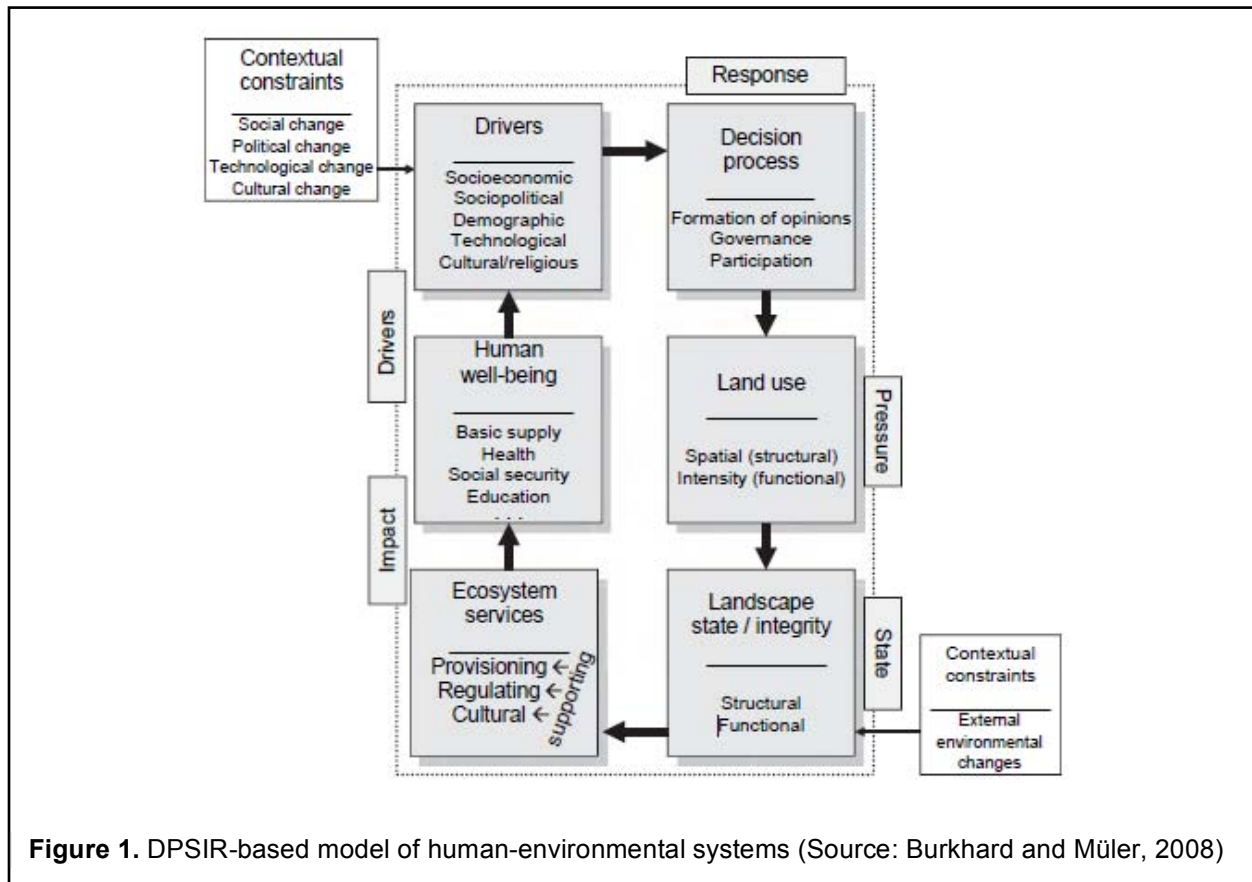 Contextual
constraints
Social change
Political change
Technological change
Cultural change
Response
Drivers
Socioeconomic
Sociopolitical
Demographic
Technological
Cultural/religious
Decision
process
Formation of opinions
Governance
Participation
Drivers
Human
well-being
Basic supply
Health
Social security
Education
. . .
Land use
Spatial (structural)
Intensity (functional)
Pressure
Impact
Ecosystem
services
Provisioning ←
Regulating ←
Cultural ←
supporting
Landscape
state / integrity
Structural
Functional
State
Contextual
constraints
External
environmental
changes
Figure 1. DPSIR-based model of human-environmental systems (Source: Burkhard and Müler, 2008)